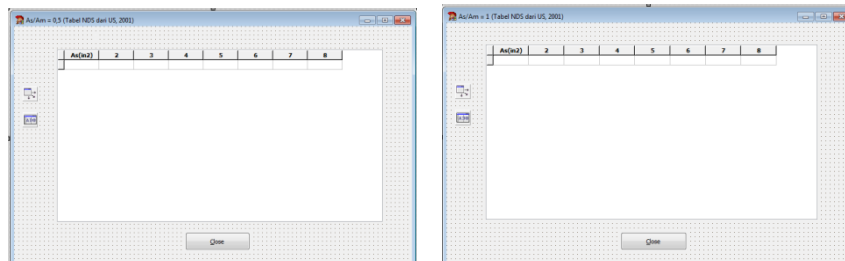 As/Am = 0,5 (Tabel NDS dari US, 2001)
As(in2) 2 3 4 5 6 7 8
Close
As/Am = 1 (Tabel NDS dari US, 2001)
As(in2) 2 3 4 5 6 7 8
Close